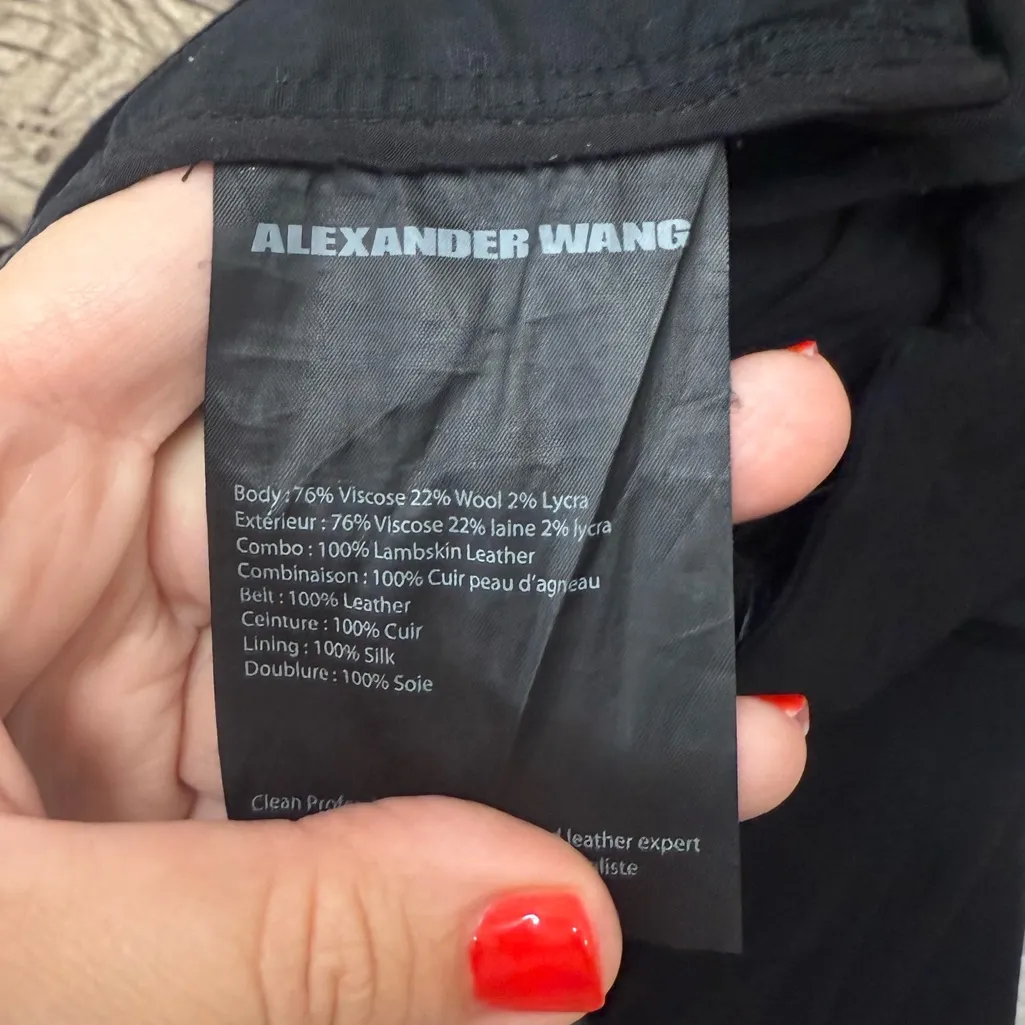 ALEXANDER WANG
Body : 76% Viscose 22% Wool 2% Lycra
Extérieur : 76% Viscose 22% laine 2% lycra
Combo : 100% Lambskin Leather
Combinaison : 100% Cuir peau d'agneau
Belt : 100% Leather
Ceinture : 100% Cuir
Lining : 100% Silk
Doublure : 100% Soie
Clean
leather expert